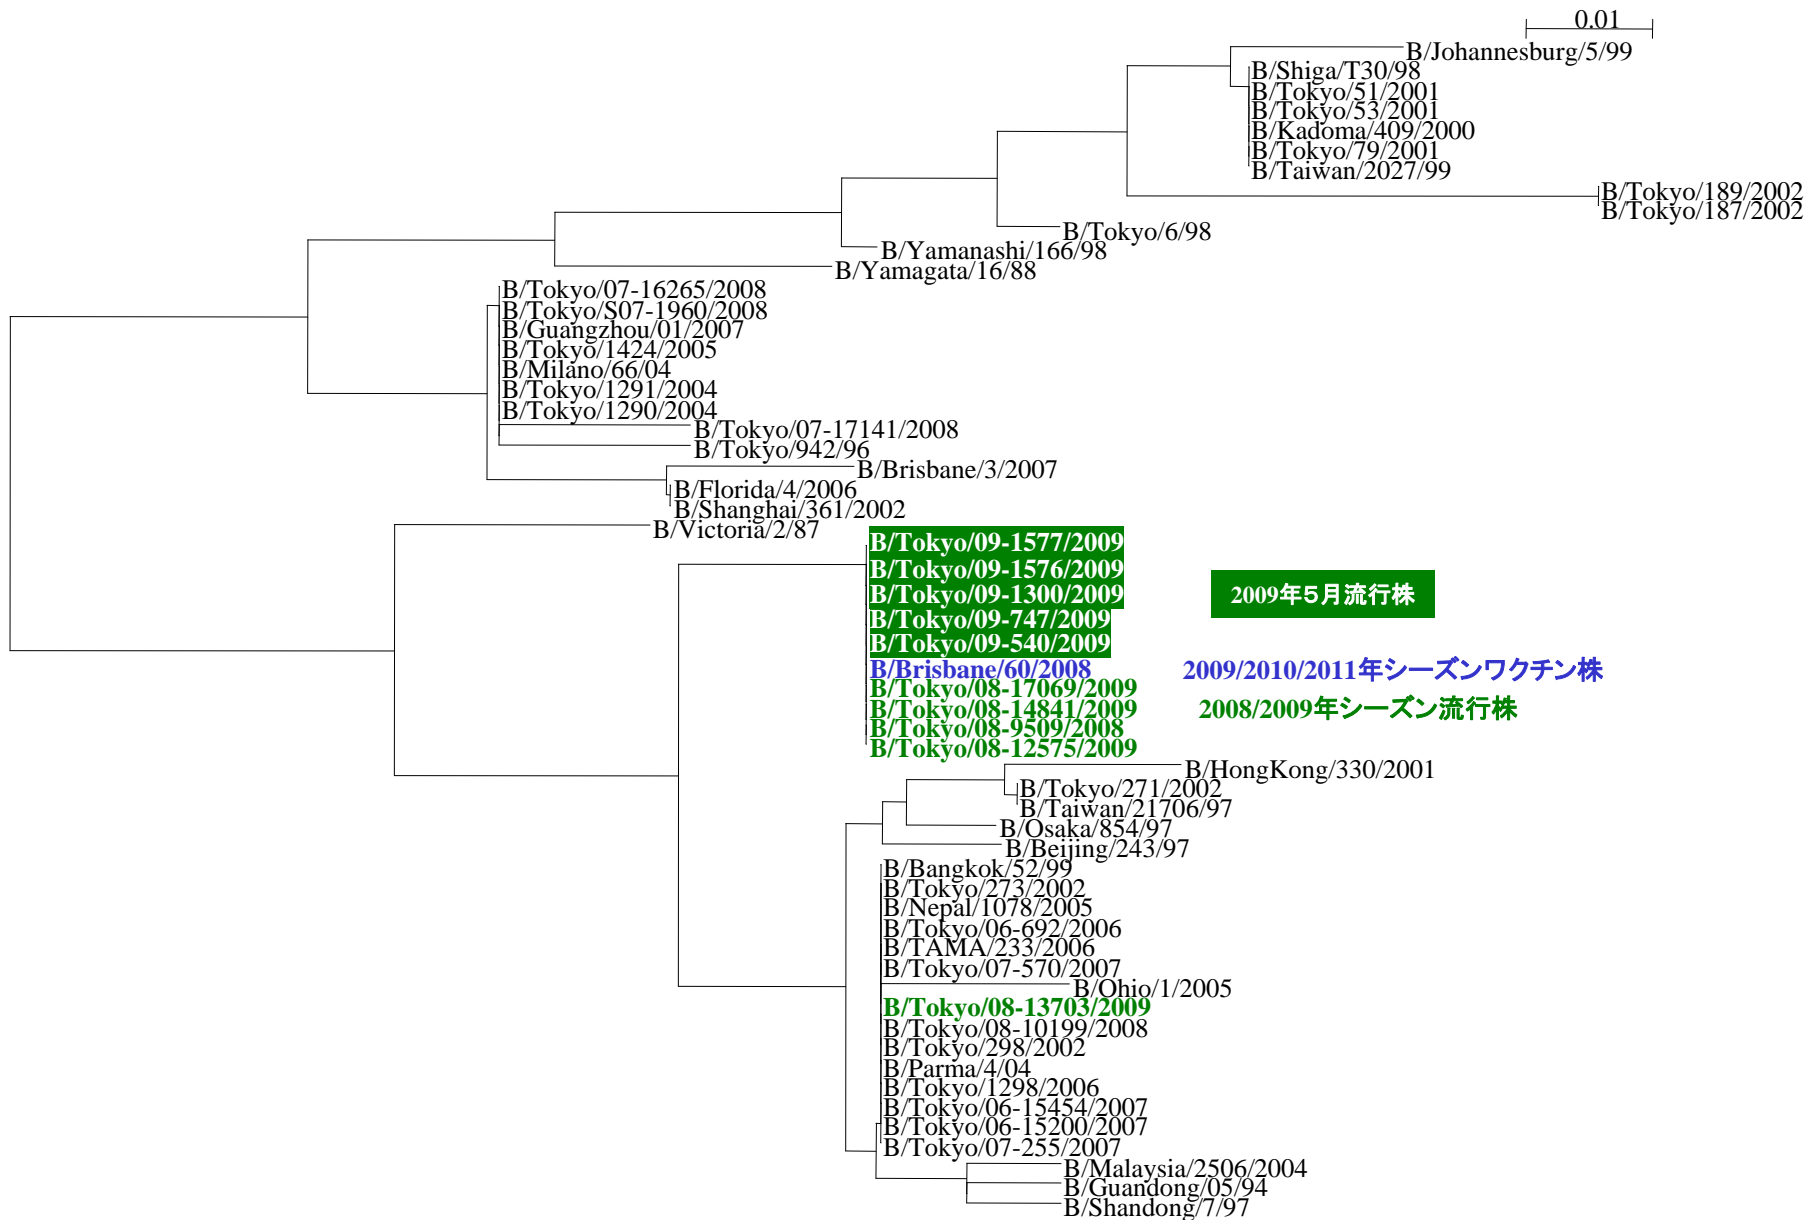 0.01
B/Johannesburg/5/99
B/Shiga/T30/98
B/Tokyo/51/2001
B/Tokyo/53/2001
B/Kadoma/409/2000
B/Tokyo/79/2001
B/Taiwan/2027/99
B/Tokyo/189/2002
B/Tokyo/187/2002
B/Tokyo/6/98
B/Yamanashi/166/98
B/Yamagata/16/88
B/Tokyo/07-16265/2008
B/Tokyo/S07-1960/2008
B/Guangzhou/01/2007
B/Tokyo/1424/2005
B/Milano/66/04
B/Tokyo/1291/2004
B/Tokyo/1290/2004
B/Tokyo/07-17141/2008
B/Tokyo/942/96
B/Brisbane/3/2007
B/Florida/4/2006
B/Shanghai/361/2002
B/Victoria/2/87
B/Tokyo/09-1577/2009
B/Tokyo/09-1576/2009
B/Tokyo/09-1300/2009
2009年5月流行株
B/Tokyo/09-747/2009
B/Tokyo/09-540/2009
B/Brisbane/60/2008
2009/2010/2011年シーズンワクチン株
B/Tokyo/08-17069/2009
B/Tokyo/08-14841/2009
2008/2009年シーズン流行株
B/Tokyo/08-9509/2008
B/Tokyo/08-12575/2009
B/HongKong/330/2001
B/Tokyo/271/2002
B/Taiwan/21706/97
B/Osaka/854/97
B/Beijing/243/97
B/Bangkok/52/99
B/Tokyo/273/2002
B/Nepal/1078/2005
B/Tokyo/06-692/2006
B/TAMA/233/2006
B/Tokyo/07-570/2007
B/Ohio/1/2005
B/Tokyo/08-13703/2009
B/Tokyo/08-10199/2008
B/Tokyo/298/2002
B/Parma/4/04
B/Tokyo/1298/2006
B/Tokyo/06-15454/2007
B/Tokyo/06-15200/2007
B/Tokyo/07-255/2007
B/Malaysia/2506/2004
B/Guandong/05/94
B/Shandong/7/97